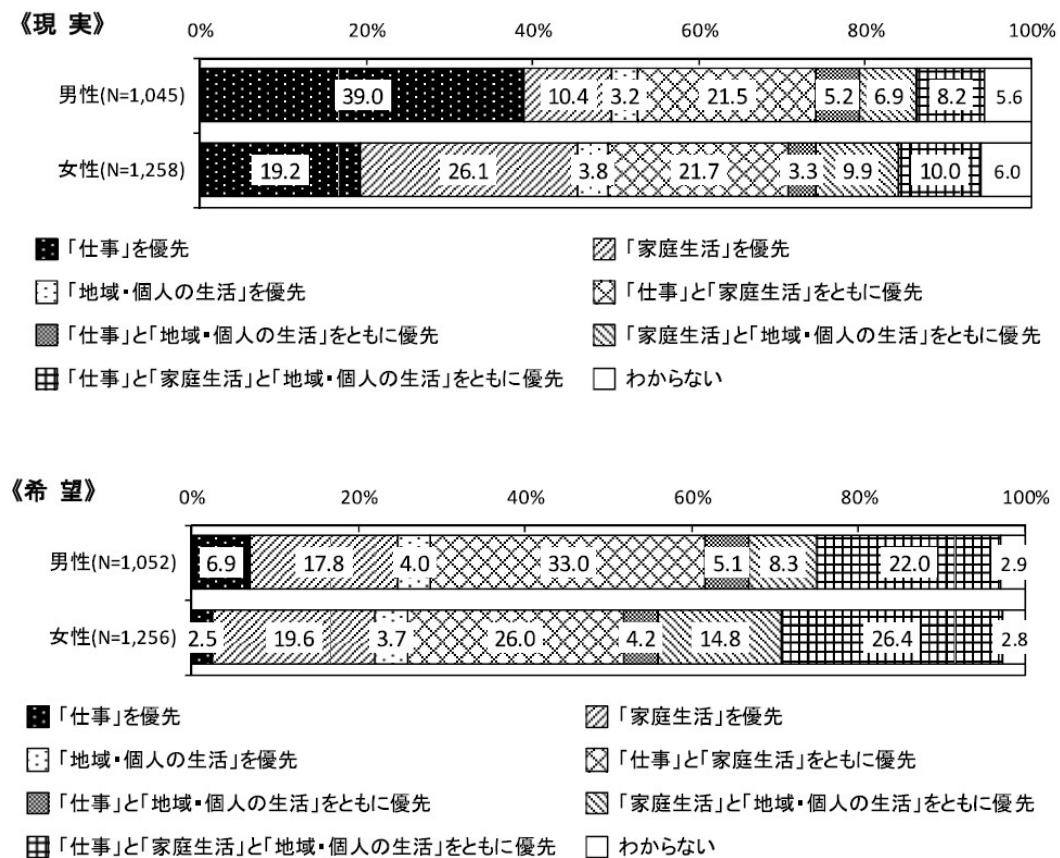 《現 実》
0% 20% 40% 60% 80% 100%
男性(N=1,045) 39.0 10.4 3.2 21.5 5.2 6.9 8.2 5.6
女性(N=1,258) 19.2 26.1 3.8 21.7 3.3 9.9 10.0 6.0
「仕事」を優先 「家庭生活」を優先
「地域・個人の生活」を優先 「仕事」と「家庭生活」をともに優先
「仕事」と「地域・個人の生活」をともに優先 「家庭生活」と「地域・個人の生活」をともに優先
「仕事」と「家庭生活」と「地域・個人の生活」をともに優先 わからない
《希 望》
0% 20% 40% 60% 80% 100%
男性(N=1,052) 6.9 17.8 4.0 33.0 5.1 8.3 22.0 2.9
女性(N=1,256) 2.5 19.6 3.7 26.0 4.2 14.8 26.4 2.8
「仕事」を優先 「家庭生活」を優先
「地域・個人の生活」を優先 「仕事」と「家庭生活」をともに優先
「仕事」と「地域・個人の生活」をともに優先 「家庭生活」と「地域・個人の生活」をともに優先
「仕事」と「家庭生活」と「地域・個人の生活」をともに優先 わからない